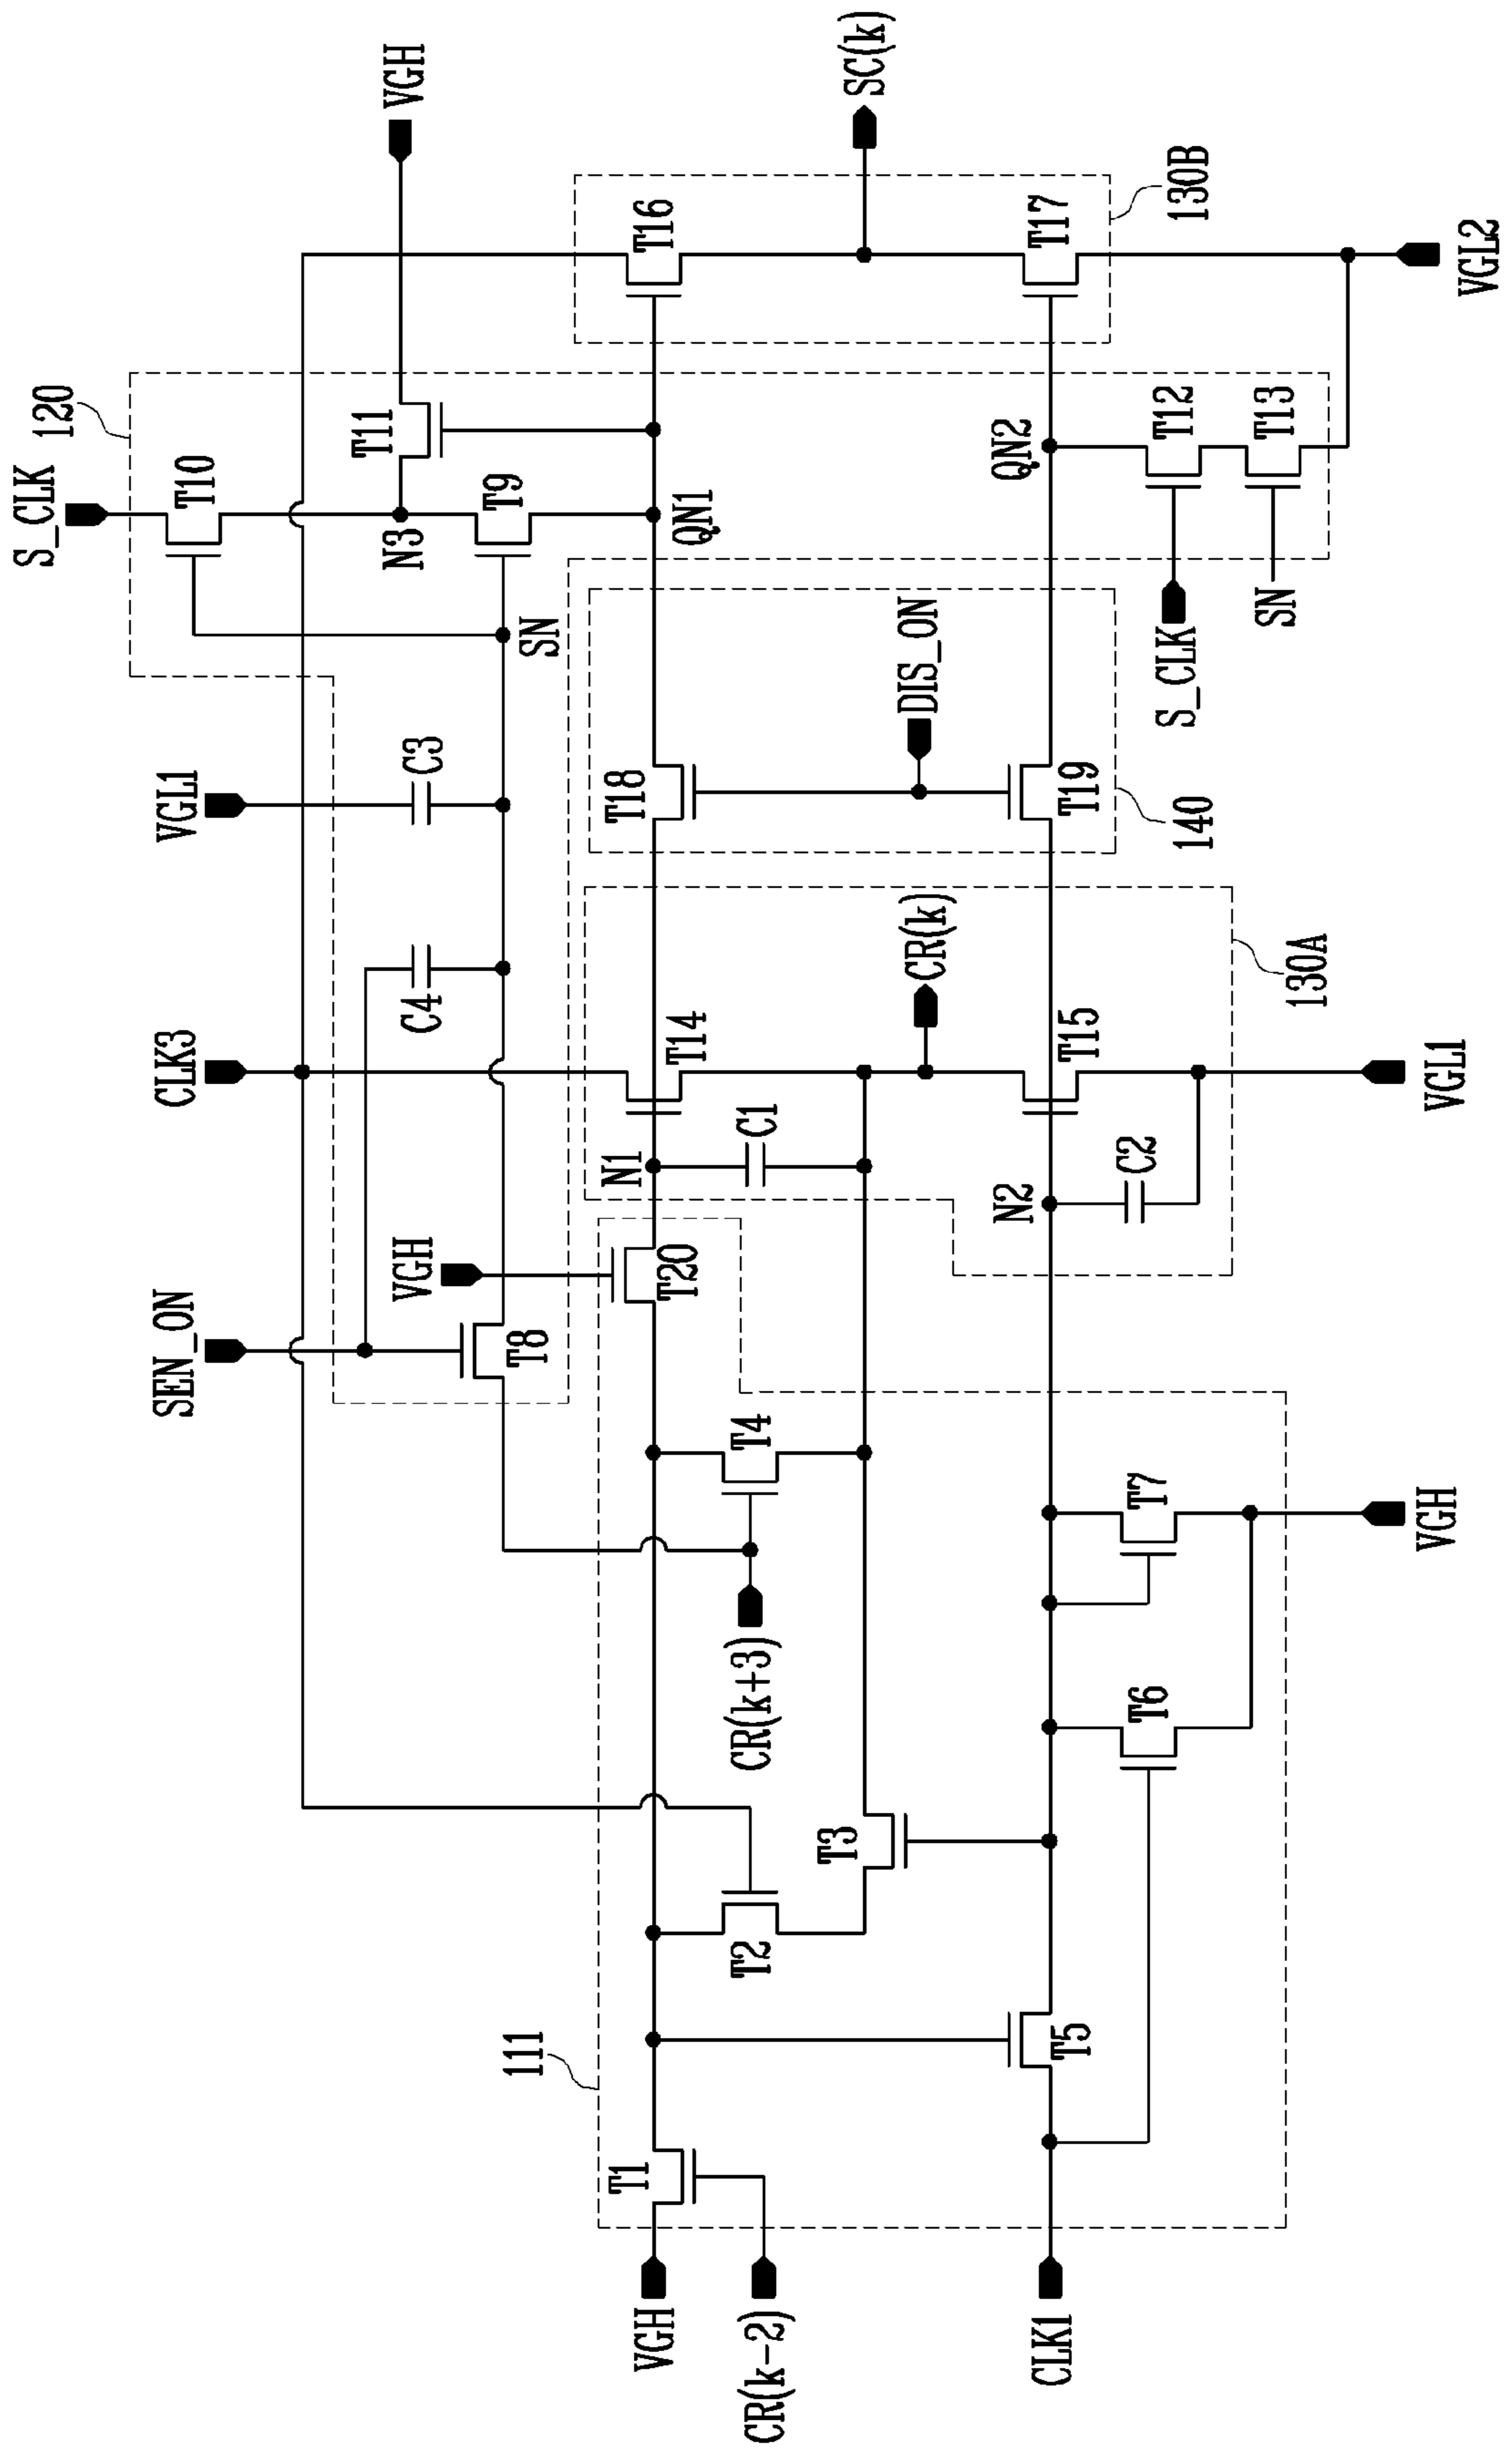 SEN_ON
CLK3
VGL1
S_CLK
120
VGH
T10
T11
N3
T9
SN
C3
C4
VGH
T8
111
VGH
T1
CR(k-2)
T2
T3
CR(k+3)
T4
T20
N1
C1
T14
CR(k)
T18
DIS_ON
QN1
T16
SC(k)
130B
CLK1
T5
T6
T7
VGH
N2
C2
T15
VGL1
130A
T19
140
QN2
S_CLK
T12
SN
T13
T17
VGL2